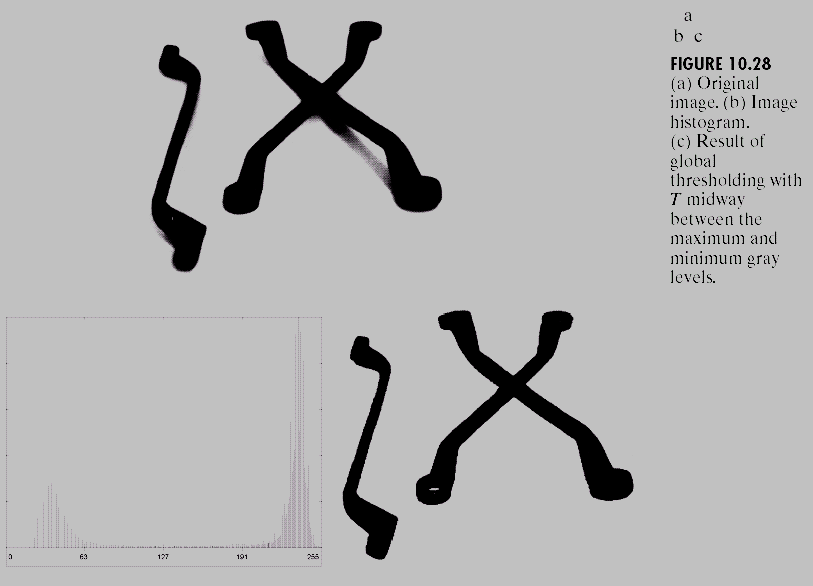 a
b c
FIGURE 10.28
(a) Original
image. (b) Image
histogram.
(c) Result of
global
thresholding with
T midway
between the
maximum and
minimum gray
levels.
0 63 127 191 255